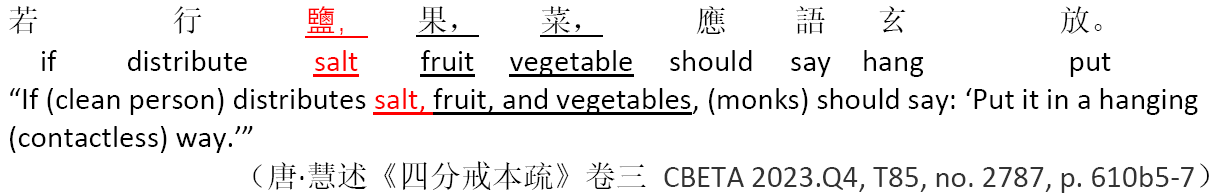 若 行 鹽, 果, 菜, 應 語 玄 放。
if distribute salt fruit vegetable should say hang put
“If (clean person) distributes salt, fruit, and vegetables, (monks) should say: ‘Put it in a hanging
(contactless) way.’”
（唐·慧述《四分戒本疏》卷三 CBETA 2023.Q4, T85, no. 2787, p. 610b5-7）